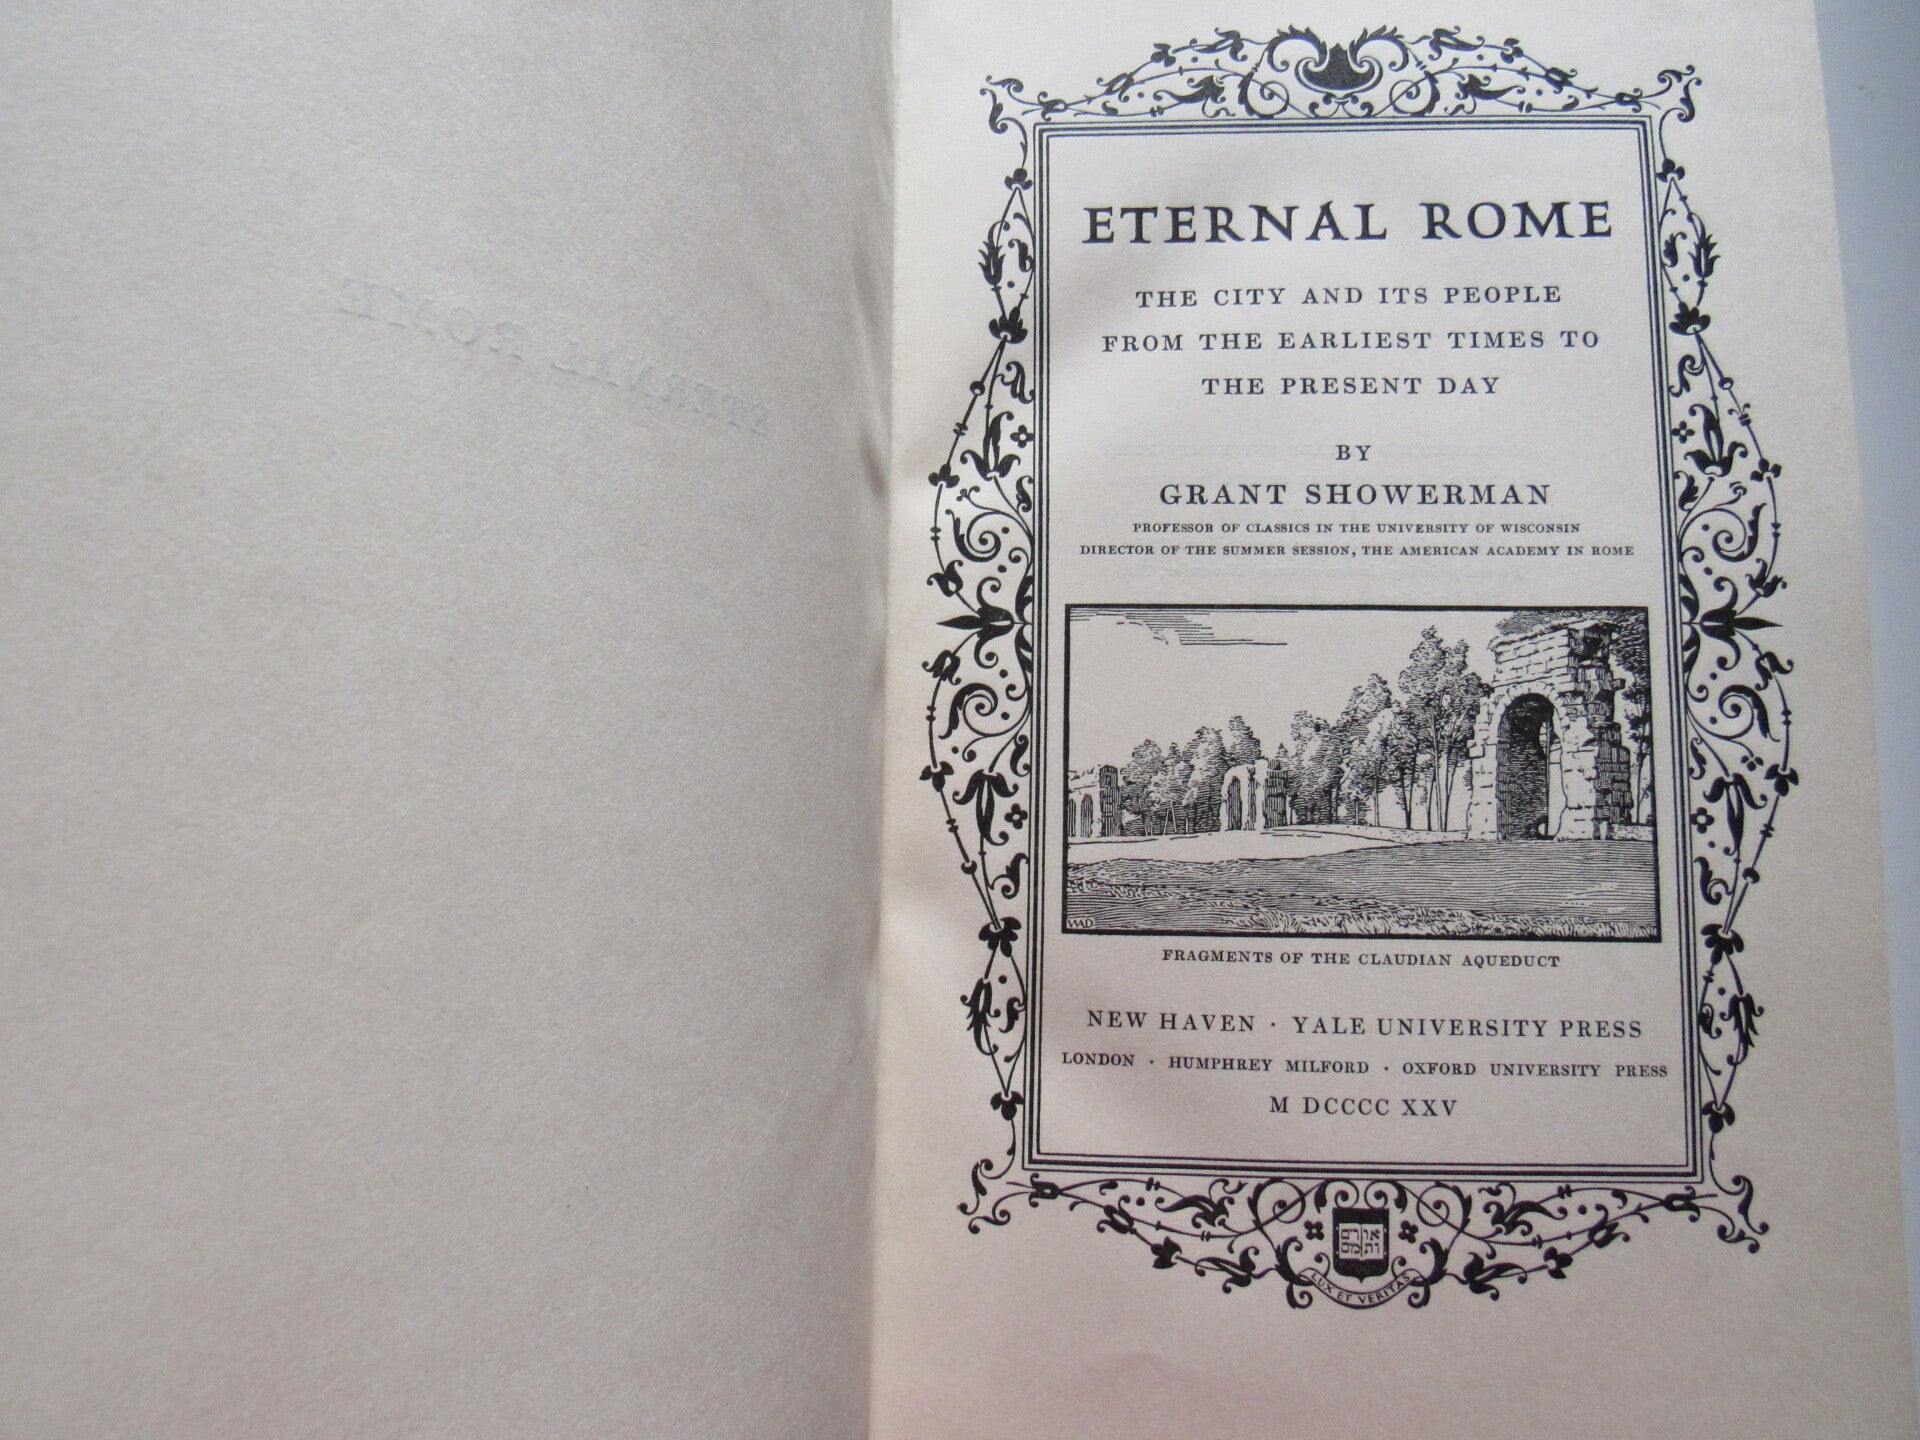 ETERNAL ROME
THE CITY AND ITS PEOPLE
FROM THE EARLIEST TIMES TO
THE PRESENT DAY
BY
GRANT SHOWERMAN
PROFESSOR OF CLASSICS IN THE UNIVERSITY OF WISCONSIN
DIRECTOR OF THE SUMMER SESSION, THE AMERICAN ACADEMY IN ROME
WAD
FRAGMENTS OF THE CLAUDIAN AQUEDUCT
NEW HAVEN · YALE UNIVERSITY PRESS
LONDON · HUMPHREY MILFORD · OXFORD UNIVERSITY PRESS
M DCCCC XXV
אורים
ותמים
LUX ET VERITAS